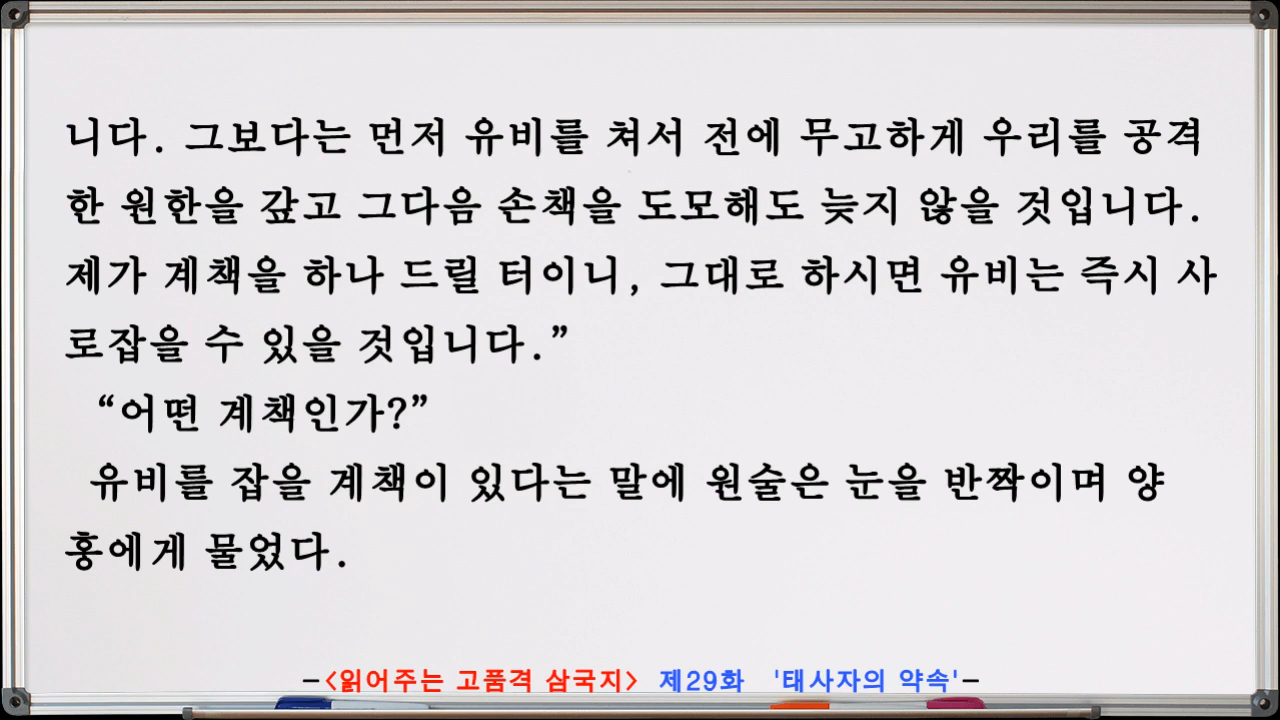 니다. 그보다는 먼저 유비를 쳐서 전에 무고하게 우리를 공격
한 원한을 갚고 그다음 손책을 도모해도 늦지 않을 것입니다.
제가 계책을 하나 드릴 터이니, 그대로 하시면 유비는 즉시 사
로잡을 수 있을 것입니다.”
“어떤 계책인가?”
유비를 잡을 계책이 있다는 말에 원술은 눈을 반짝이며 양
홍에게 물었다.
–<읽어주는 고품격 삼국지> 제29화 '태사자의 약속'–